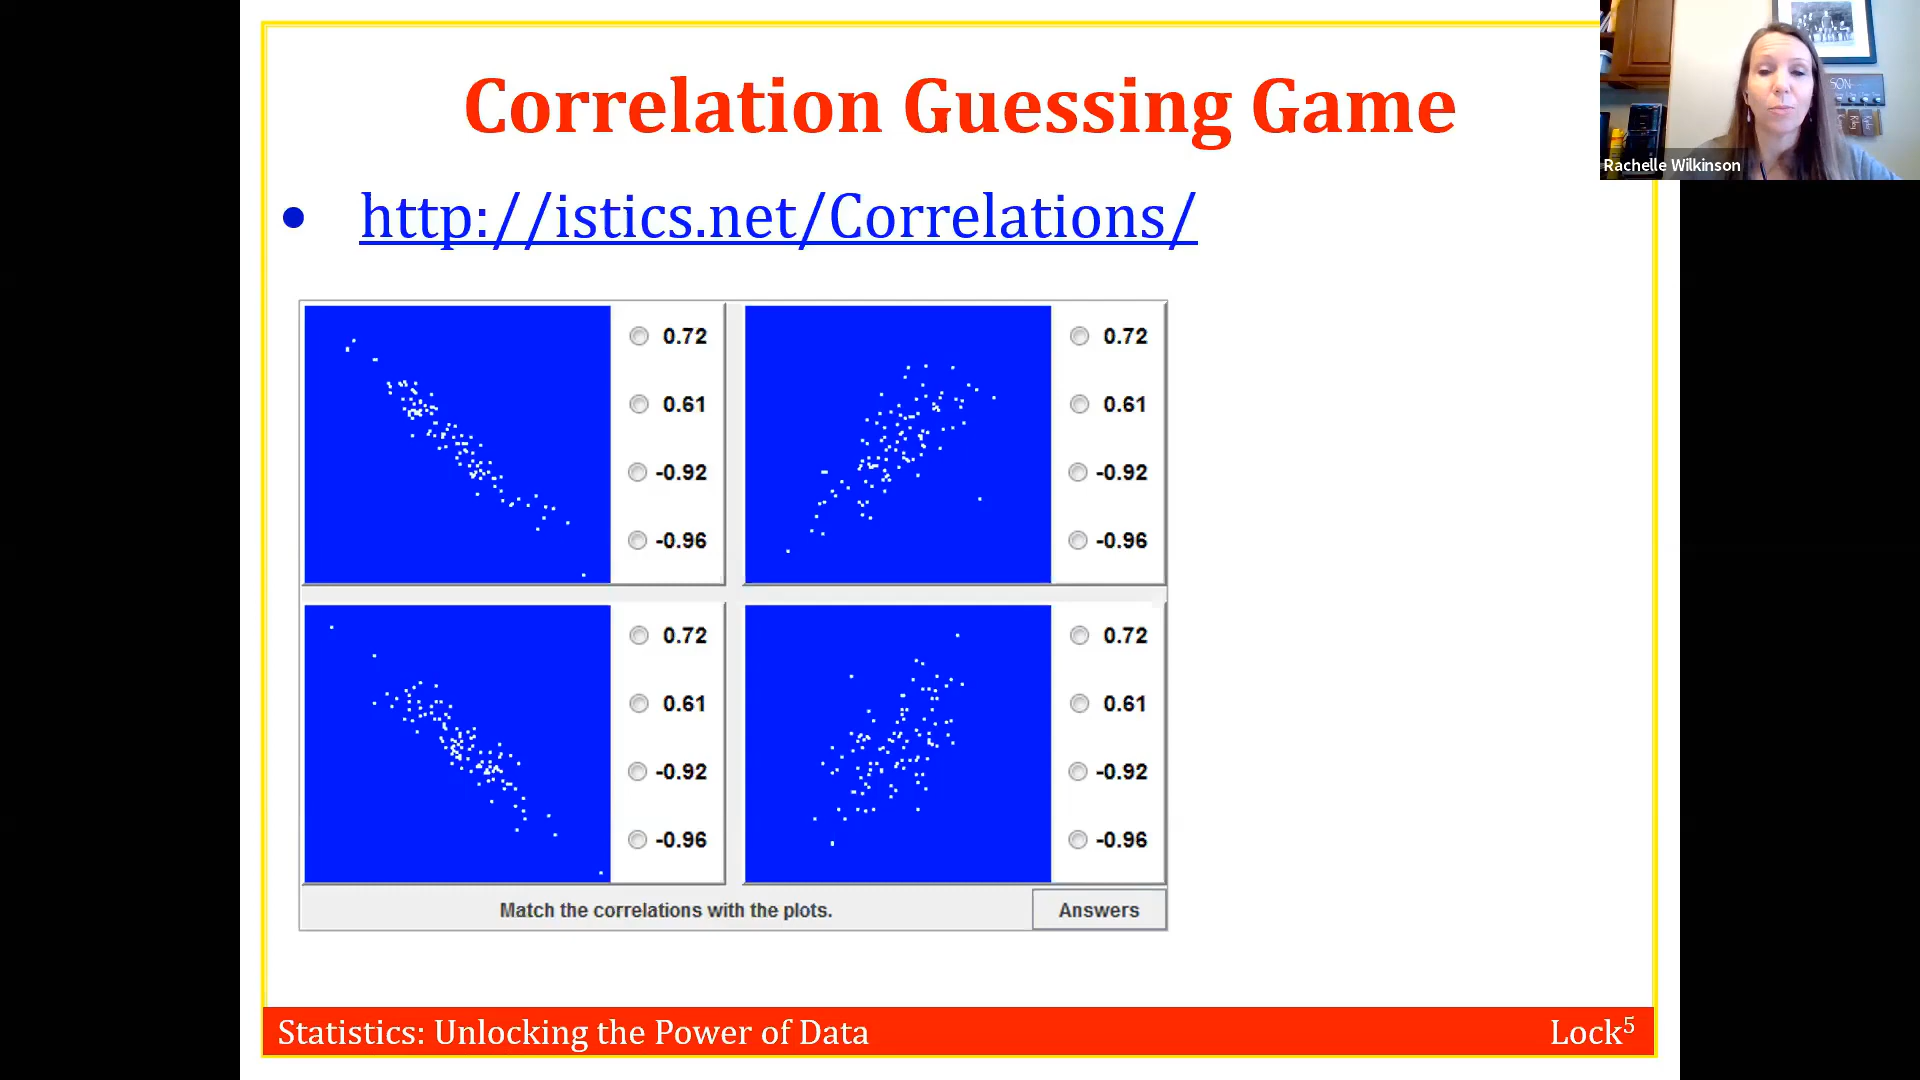 Correlation Guessing Game
• http://istics.net/Correlations/
0.72
0.61
-0.92
-0.96
0.72
0.61
-0.92
-0.96
0.72
0.61
-0.92
-0.96
0.72
0.61
-0.92
-0.96
Match the correlations with the plots.
Answers
Statistics: Unlocking the Power of Data
Lock⁵
SON
Rachelle Wilkinson